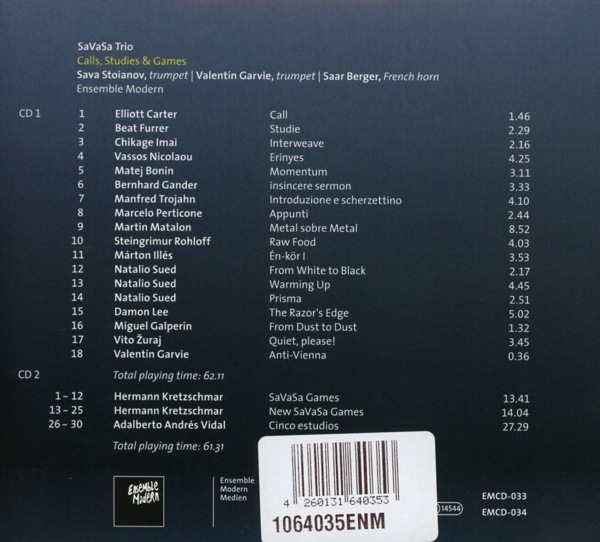 SaVaSa Trio
Calls, Studies & Games
Sava Stoianov, trumpet | Valentín Garvie, trumpet | Saar Berger, French horn
Ensemble Modern
CD 1 1 Elliott Carter Call 1.46
2 Beat Furrer Studie 2.29
3 Chikage Imai Interweave 2.16
4 Vassos Nicolaou Erinyes 4.25
5 Matej Bonin Momentum 3.11
6 Bernhard Gander insincere sermon 3.33
7 Manfred Trojahn Introduzione e scherzettino 4.10
8 Marcelo Perticone Appunti 2.44
9 Martin Matalon Metal sobre Metal 8.52
10 Steingrimur Rohloff Raw Food 4.03
11 Márton Illés Én-kör I 3.53
12 Natalio Sued From White to Black 2.17
13 Natalio Sued Warming Up 4.45
14 Natalio Sued Prisma 2.51
15 Damon Lee The Razor's Edge 5.02
16 Miguel Galperin From Dust to Dust 1.32
17 Vito Žuraj Quiet, please! 3.45
18 Valentín Garvie Anti-Vienna 0.36
CD 2 Total playing time: 62.11
1 – 12 Hermann Kretzschmar SaVaSa Games 13.41
13 – 25 Hermann Kretzschmar New SaVaSa Games 14.04
26 – 30 Adalberto Andrés Vidal Cinco estudios 27.29
Total playing time: 61.31
Ensemble Modern
Ensemble
Modern
Medien
4 260131 640353
1064035ENM
14544
EMCD-033
EMCD-034